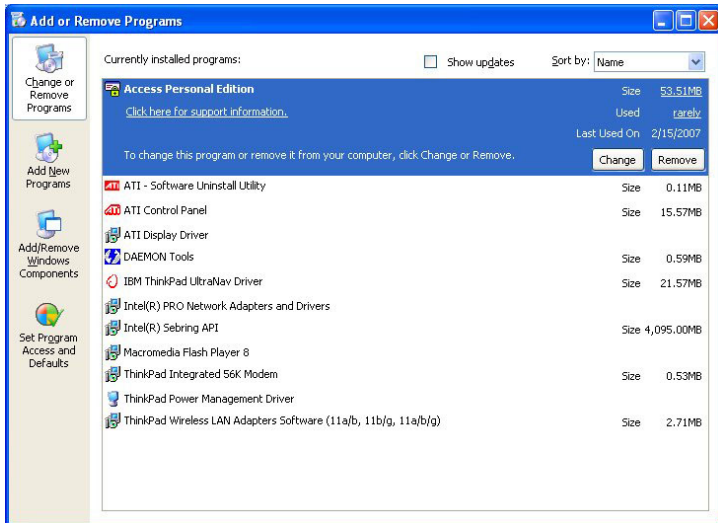 Add or Remove Programs
Change or
Remove
Programs
Add New
Programs
Add/Remove
Windows
Components
Set Program
Access and
Defaults
Currently installed programs:
Show updates
Sort by: Name
Access Personal Edition Size 53.51MB
Click here for support information. Used rarely
Last Used On 2/15/2007
To change this program or remove it from your computer, click Change or Remove. Change Remove
ATI - Software Uninstall Utility Size 0.11MB
ATI Control Panel Size 15.57MB
ATI Display Driver
DAEMON Tools Size 0.59MB
IBM ThinkPad UltraNav Driver Size 21.57MB
Intel(R) PRO Network Adapters and Drivers
Intel(R) Sebring API Size 4,095.00MB
Macromedia Flash Player 8
ThinkPad Integrated 56K Modem Size 0.53MB
ThinkPad Power Management Driver
ThinkPad Wireless LAN Adapters Software (11a/b, 11b/g, 11a/b/g) Size 2.71MB